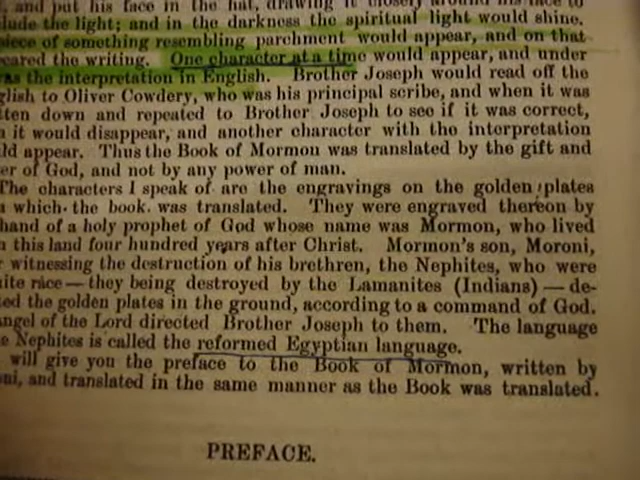 and put his face in the hat, drawing it closely around his face to
lude the light; and in the darkness the spiritual light would shine.
piece of something resembling parchment would appear, and on that
eared the writing. One character at a time would appear, and under
was the interpretation in English. Brother Joseph would read off the
glish to Oliver Cowdery, who was his principal scribe, and when it was
tten down and repeated to Brother Joseph to see if it was correct,
n it would disappear, and another character with the interpretation
ld appear. Thus the Book of Mormon was translated by the gift and
er of God, and not by any power of man.
The characters I speak of are the engravings on the golden plates
which the book was translated. They were engraved thereon by
hand of a holy prophet of God whose name was Mormon, who lived
this land four hundred years after Christ. Mormon's son, Moroni,
witnessing the destruction of his brethren, the Nephites, who were
ite race—they being destroyed by the Lamanites (Indians)—de-
ted the golden plates in the ground, according to a command of God.
angel of the Lord directed Brother Joseph to them. The language
e Nephites is called the reformed Egyptian language.
will give you the preface to the Book of Mormon, written by
oni, and translated in the same manner as the Book was translated.
PREFACE.